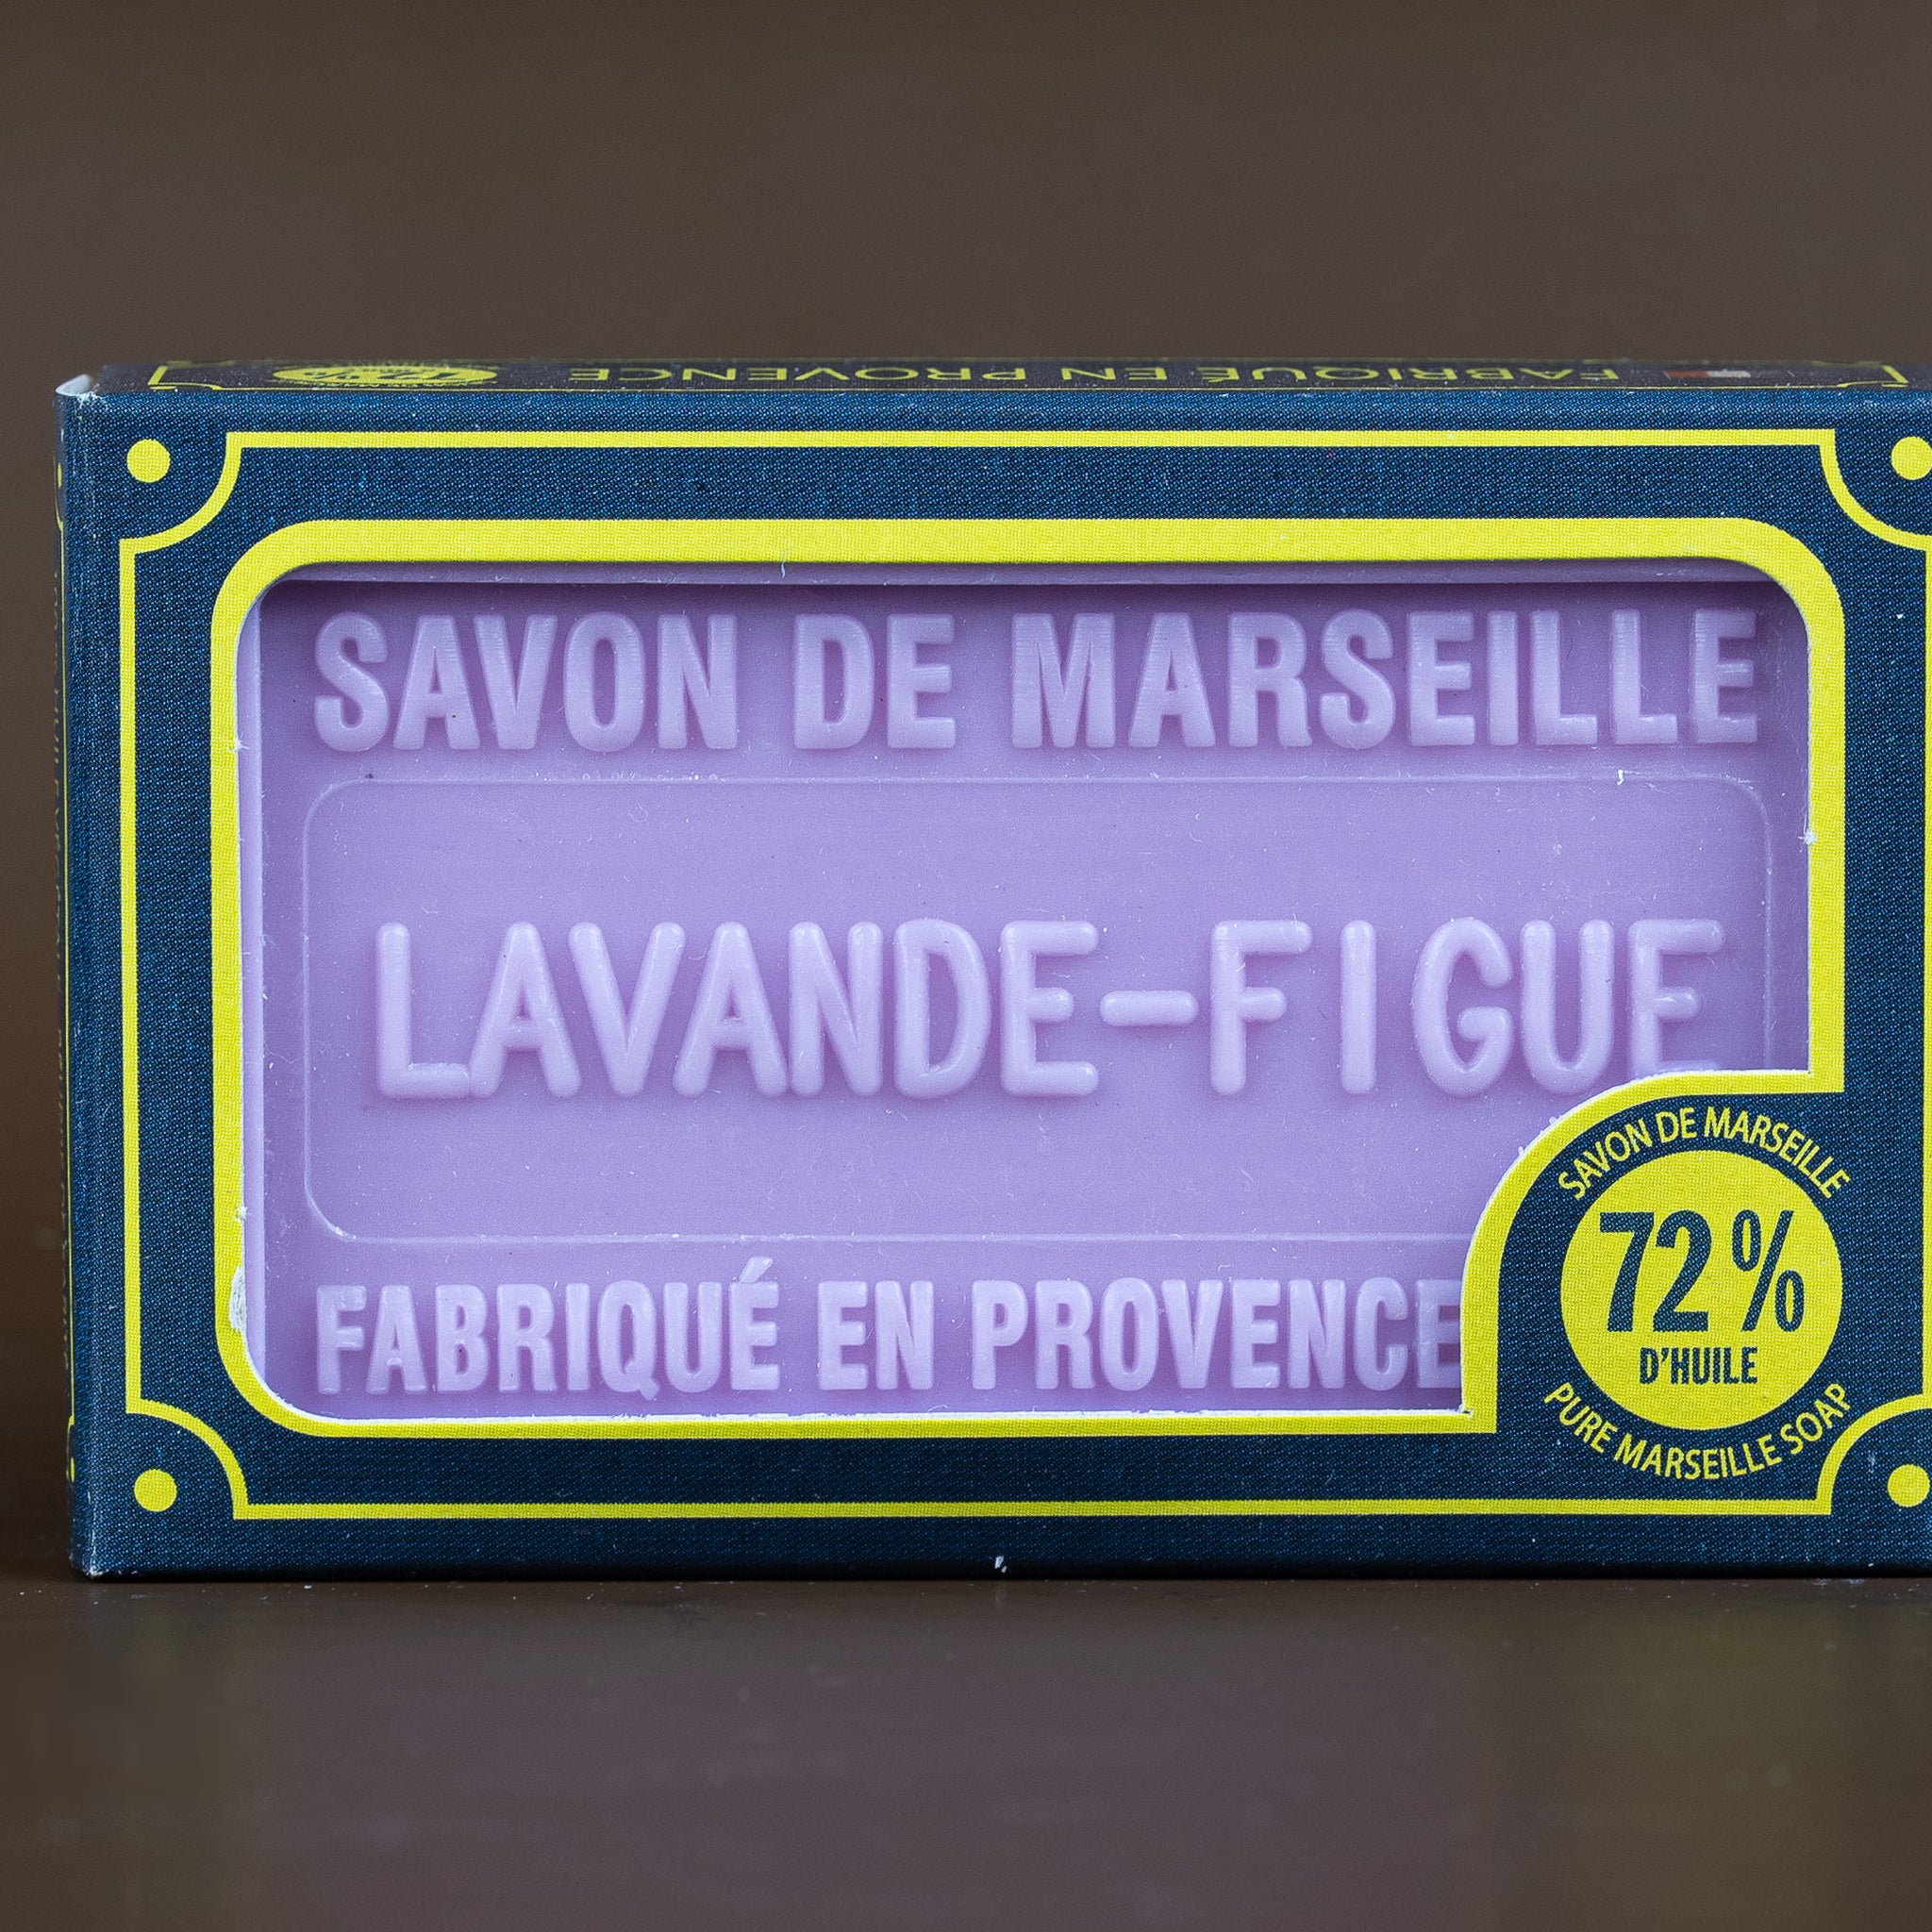 FABRIQUÉ EN PROVENCE
SAVON DE MARSEILLE
LAVANDE-FIGUE
FABRIQUÉ EN PROVENCE
SAVON DE MARSEILLE
72%
D'HUILE
PURE MARSEILLE SOAP